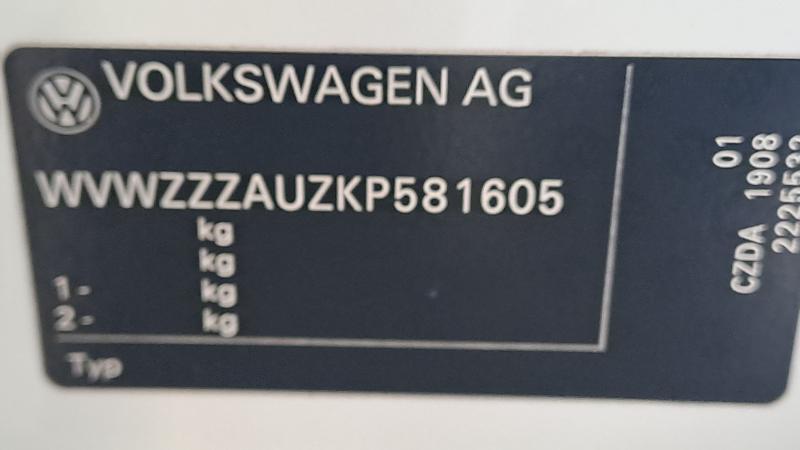 VOLKSWAGEN AG
WVWZZZAUZKP581605
kg
kg
1- kg
2- kg
Typ
01
CZDA 1908